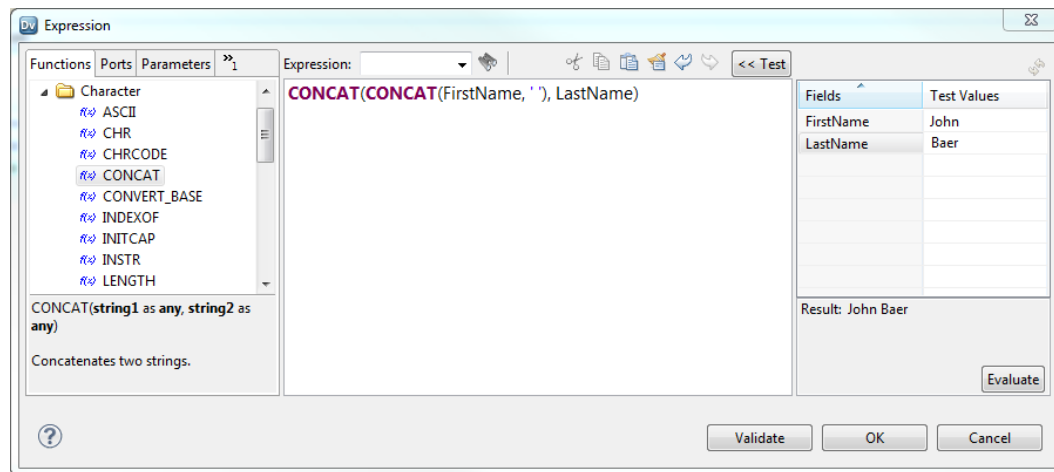 Dv Expression
Functions Ports Parameters »1
Character
f(x) ASCII
f(x) CHR
f(x) CHRCODE
f(x) CONCAT
f(x) CONVERT_BASE
f(x) INDEXOF
f(x) INITCAP
f(x) INSTR
f(x) LENGTH
CONCAT(string1 as any, string2 as
any)
Concatenates two strings.
Expression:
<< Test
CONCAT(CONCAT(FirstName, ' '), LastName)
Fields Test Values
FirstName John
LastName Baer
Result: John Baer
Evaluate
?
Validate OK Cancel